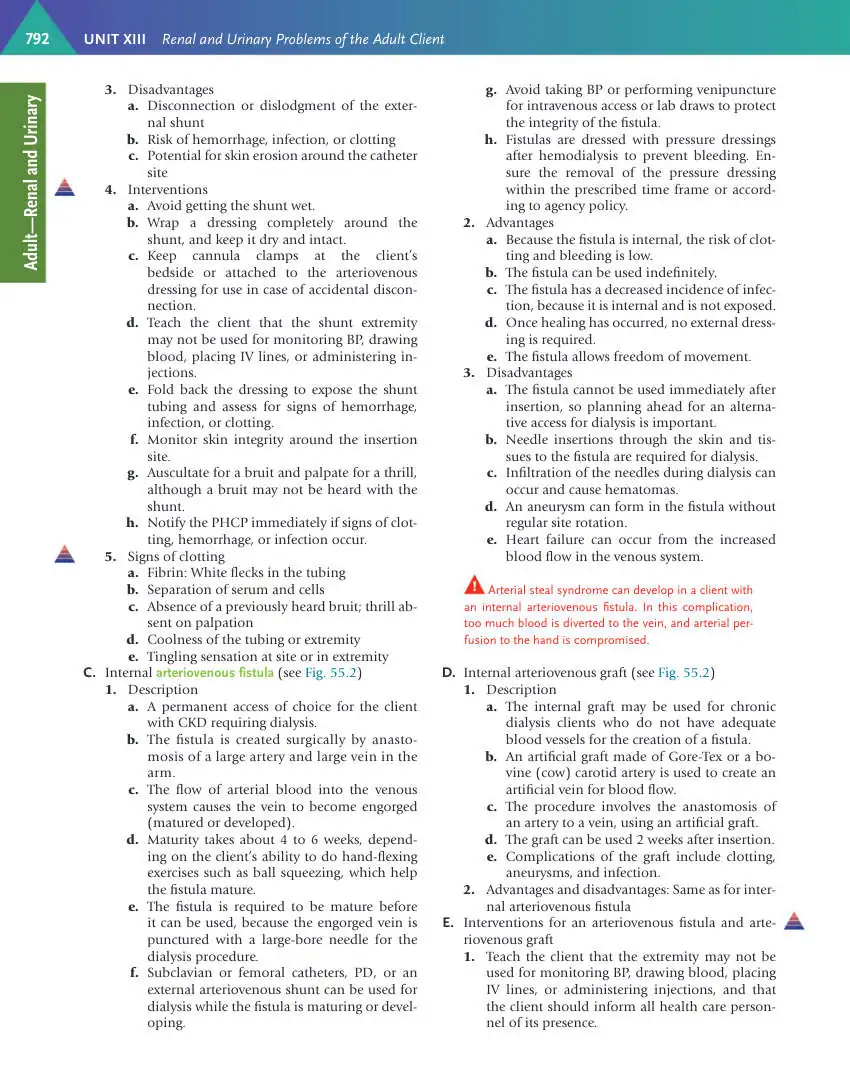 792
UNIT XIII Renal and Urinary Problems of the Adult Client
Adult—Renal and Urinary
3. Disadvantages
a. Disconnection or dislodgment of the exter-
nal shunt
b. Risk of hemorrhage, infection, or clotting
c. Potential for skin erosion around the catheter
site
4. Interventions
a. Avoid getting the shunt wet.
b. Wrap a dressing completely around the
shunt, and keep it dry and intact.
c. Keep cannula clamps at the client's
bedside or attached to the arteriovenous
dressing for use in case of accidental discon-
nection.
d. Teach the client that the shunt extremity
may not be used for monitoring BP, drawing
blood, placing IV lines, or administering in-
jections.
e. Fold back the dressing to expose the shunt
tubing and assess for signs of hemorrhage,
infection, or clotting.
f. Monitor skin integrity around the insertion
site.
g. Auscultate for a bruit and palpate for a thrill,
although a bruit may not be heard with the
shunt.
h. Notify the PHCP immediately if signs of clot-
ting, hemorrhage, or infection occur.
5. Signs of clotting
a. Fibrin: White flecks in the tubing
b. Separation of serum and cells
c. Absence of a previously heard bruit; thrill ab-
sent on palpation
d. Coolness of the tubing or extremity
e. Tingling sensation at site or in extremity
C. Internal arteriovenous fistula (see Fig. 55.2)
1. Description
a. A permanent access of choice for the client
with CKD requiring dialysis.
b. The fistula is created surgically by anasto-
mosis of a large artery and large vein in the
arm.
c. The flow of arterial blood into the venous
system causes the vein to become engorged
(matured or developed).
d. Maturity takes about 4 to 6 weeks, depend-
ing on the client's ability to do hand-flexing
exercises such as ball squeezing, which help
the fistula mature.
e. The fistula is required to be mature before
it can be used, because the engorged vein is
punctured with a large-bore needle for the
dialysis procedure.
f. Subclavian or femoral catheters, PD, or an
external arteriovenous shunt can be used for
dialysis while the fistula is maturing or devel-
oping.
g. Avoid taking BP or performing venipuncture
for intravenous access or lab draws to protect
the integrity of the fistula.
h. Fistulas are dressed with pressure dressings
after hemodialysis to prevent bleeding. En-
sure the removal of the pressure dressing
within the prescribed time frame or accord-
ing to agency policy.
2. Advantages
a. Because the fistula is internal, the risk of clot-
ting and bleeding is low.
b. The fistula can be used indefinitely.
c. The fistula has a decreased incidence of infec-
tion, because it is internal and is not exposed.
d. Once healing has occurred, no external dress-
ing is required.
e. The fistula allows freedom of movement.
3. Disadvantages
a. The fistula cannot be used immediately after
insertion, so planning ahead for an alterna-
tive access for dialysis is important.
b. Needle insertions through the skin and tis-
sues to the fistula are required for dialysis.
c. Infiltration of the needles during dialysis can
occur and cause hematomas.
d. An aneurysm can form in the fistula without
regular site rotation.
e. Heart failure can occur from the increased
blood flow in the venous system.
Arterial steal syndrome can develop in a client with
an internal arteriovenous fistula. In this complication,
too much blood is diverted to the vein, and arterial per-
fusion to the hand is compromised.
D. Internal arteriovenous graft (see Fig. 55.2)
1. Description
a. The internal graft may be used for chronic
dialysis clients who do not have adequate
blood vessels for the creation of a fistula.
b. An artificial graft made of Gore-Tex or a bo-
vine (cow) carotid artery is used to create an
artificial vein for blood flow.
c. The procedure involves the anastomosis of
an artery to a vein, using an artificial graft.
d. The graft can be used 2 weeks after insertion.
e. Complications of the graft include clotting,
aneurysms, and infection.
2. Advantages and disadvantages: Same as for inter-
nal arteriovenous fistula
E. Interventions for an arteriovenous fistula and arte-
riovenous graft
1. Teach the client that the extremity may not be
used for monitoring BP, drawing blood, placing
IV lines, or administering injections, and that
the client should inform all health care person-
nel of its presence.